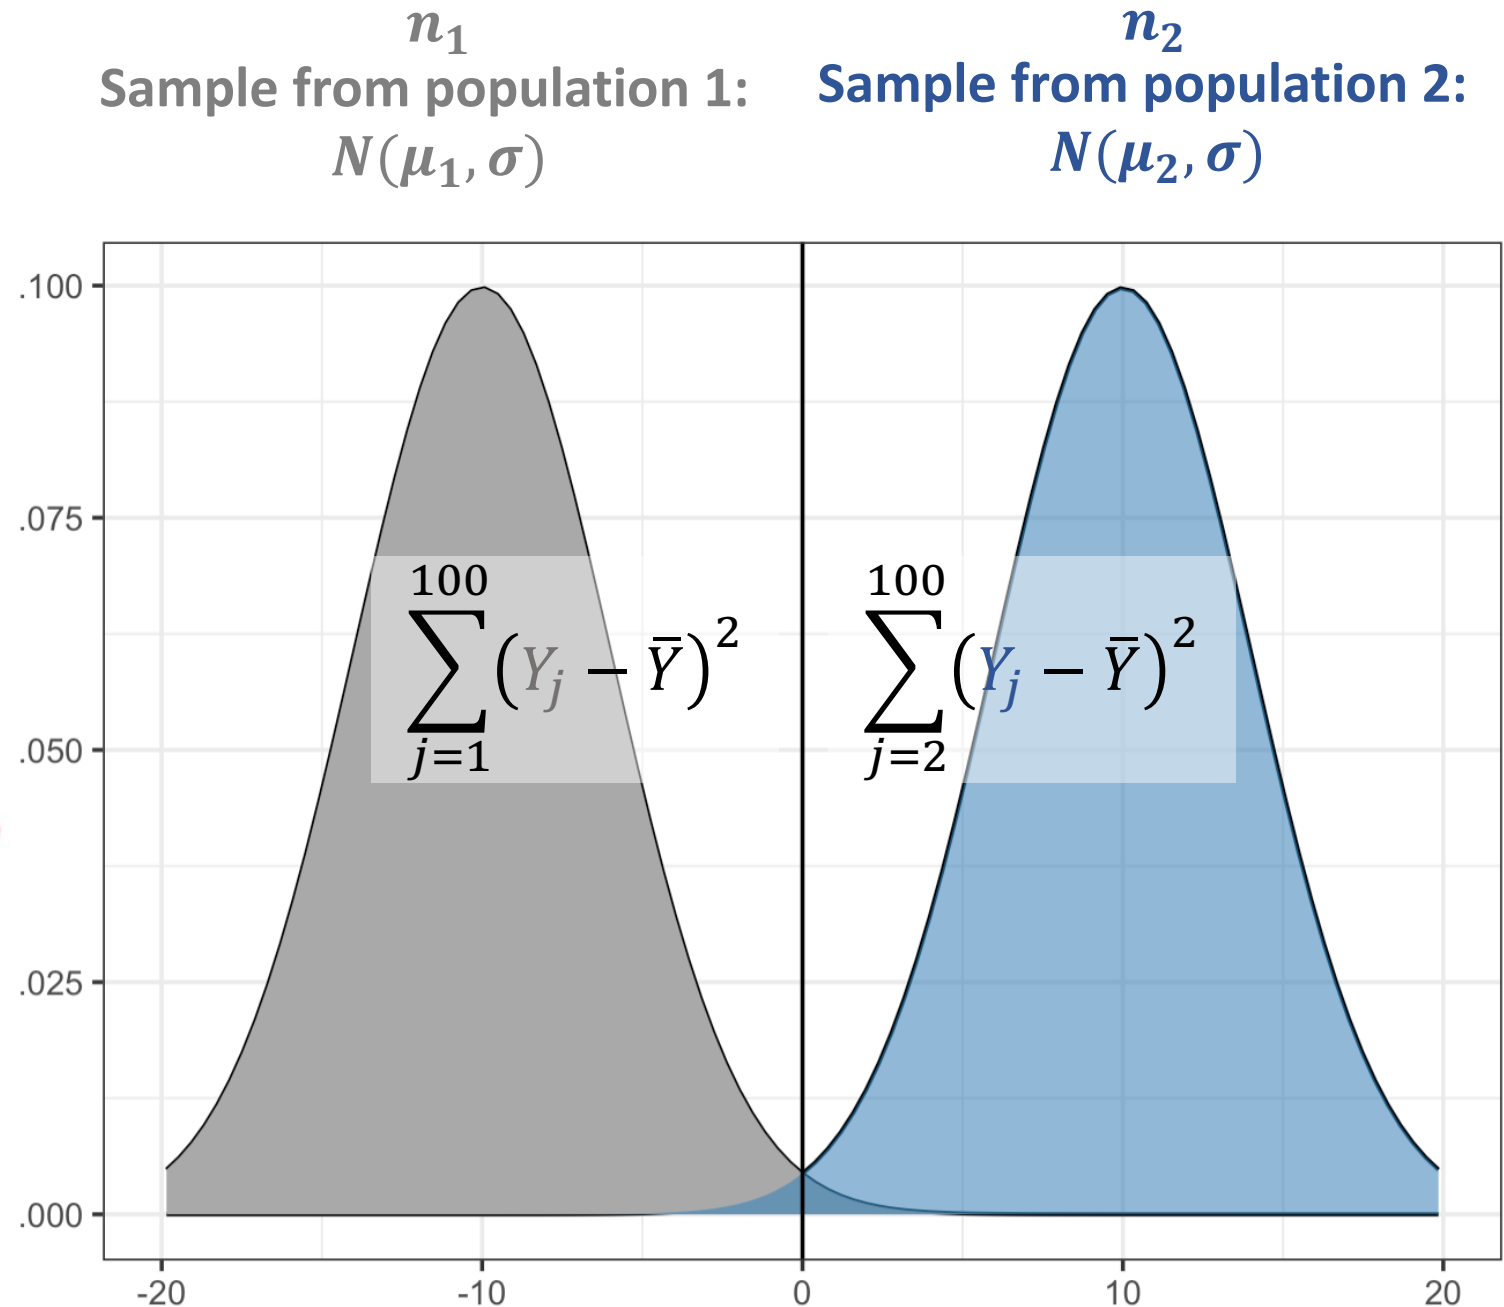 n₁
Sample from population 1:
N(μ₁, σ)
n₂
Sample from population 2:
N(μ₂, σ)
.100
.075
.050
.025
.000
100
∑(Yⱼ − Ȳ)²
j=1
100
∑(Yⱼ − Ȳ)²
j=2
-20 -10 0 10 20